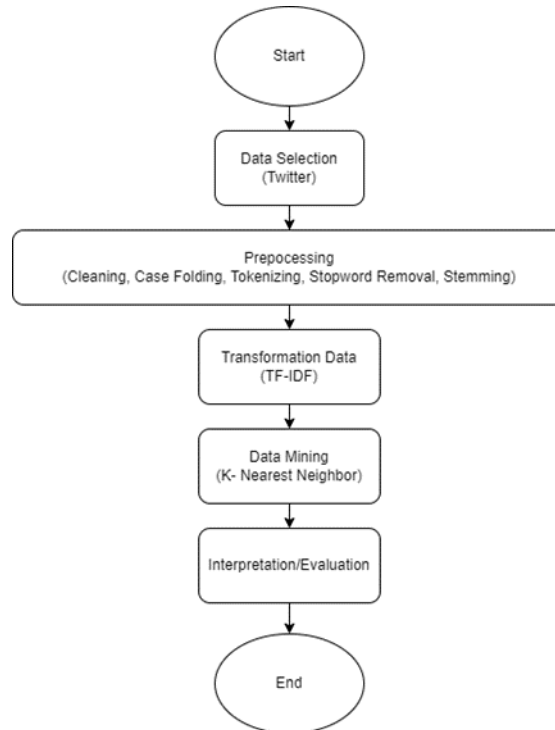 Start
Data Selection
(Twitter)
Prepocessing
(Cleaning, Case Folding, Tokenizing, Stopword Removal, Stemming)
Transformation Data
(TF-IDF)
Data Mining
(K- Nearest Neighbor)
Interpretation/Evaluation
End